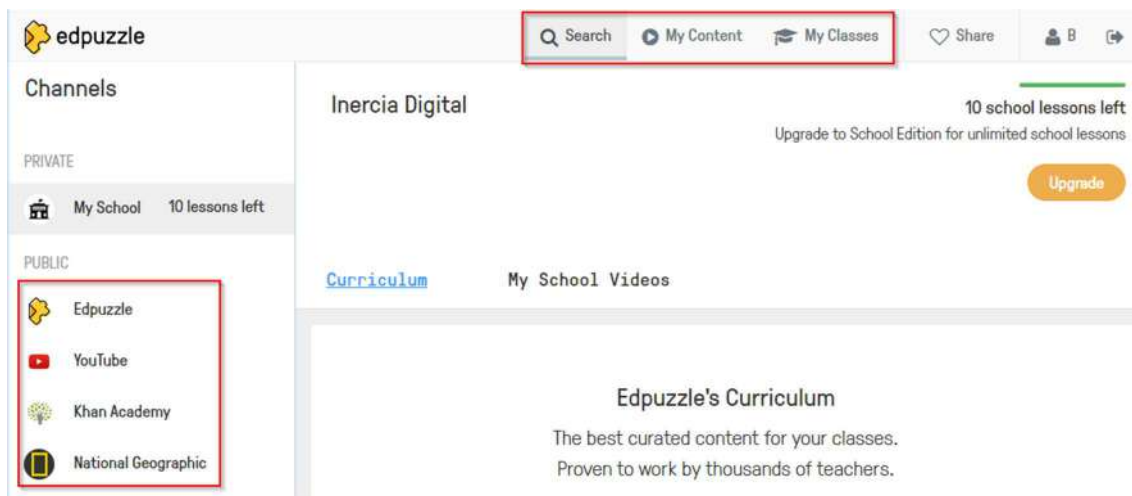 edpuzzle
Search My Content My Classes Share B
Channels
PRIVATE
My School 10 lessons left
PUBLIC
Edpuzzle
YouTube
Khan Academy
National Geographic
Inercia Digital
10 school lessons left
Upgrade to School Edition for unlimited school lessons
Upgrade
Curriculum My School Videos
Edpuzzle's Curriculum
The best curated content for your classes.
Proven to work by thousands of teachers.